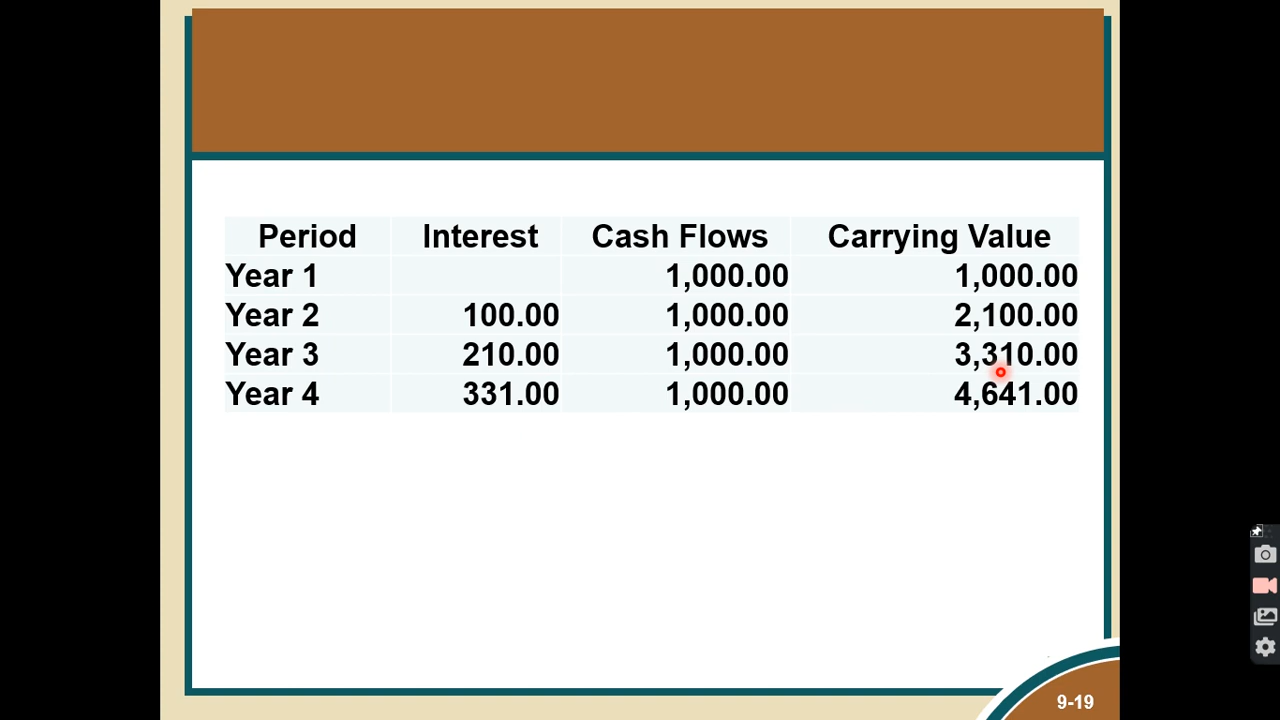 Period Interest Cash Flows Carrying Value
Year 1 1,000.00 1,000.00
Year 2 100.00 1,000.00 2,100.00
Year 3 210.00 1,000.00 3,310.00
Year 4 331.00 1,000.00 4,641.00
9-19